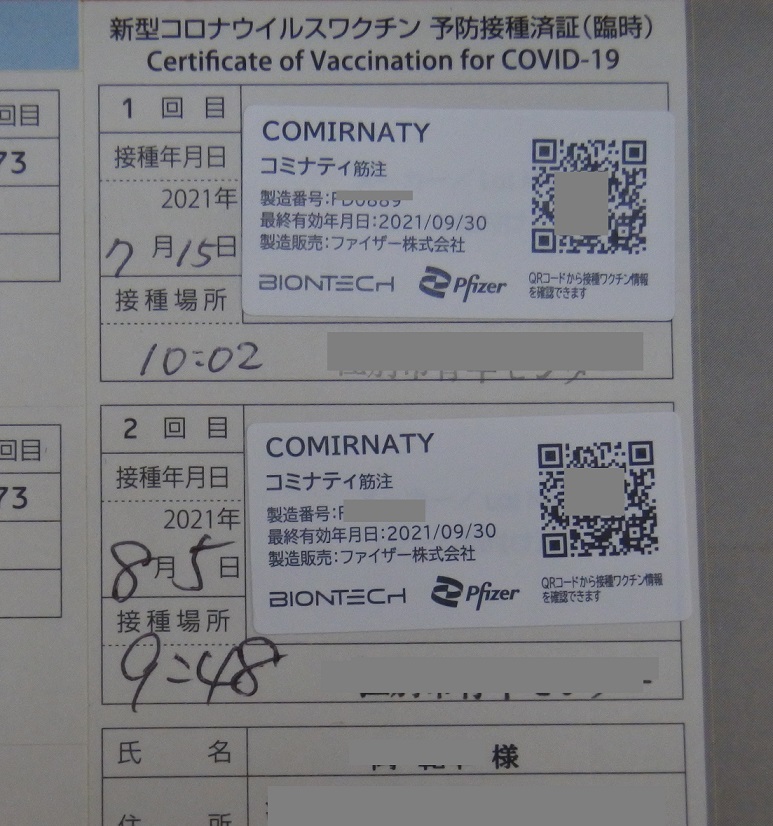 新型コロナウイルスワクチン 予防接種済証(臨時)
Certificate of Vaccination for COVID-19
回目
73
1 回 目
接種年月日
2021年
7月15日
接種場所
10:02
COMIRNATY
コミナティ筋注
製造番号:
最終有効年月日:2021/09/30
製造販売:ファイザー株式会社
BIONTECH Pfizer
QRコードから接種ワクチン情報
を確認できます
回目
73
2 回 目
接種年月日
2021年
8月5日
接種場所
9:48
COMIRNATY
コミナティ筋注
製造番号:F
最終有効年月日:2021/09/30
製造販売:ファイザー株式会社
BIONTECH Pfizer
QRコードから接種ワクチン情報
を確認できます
氏 名 様
住 所